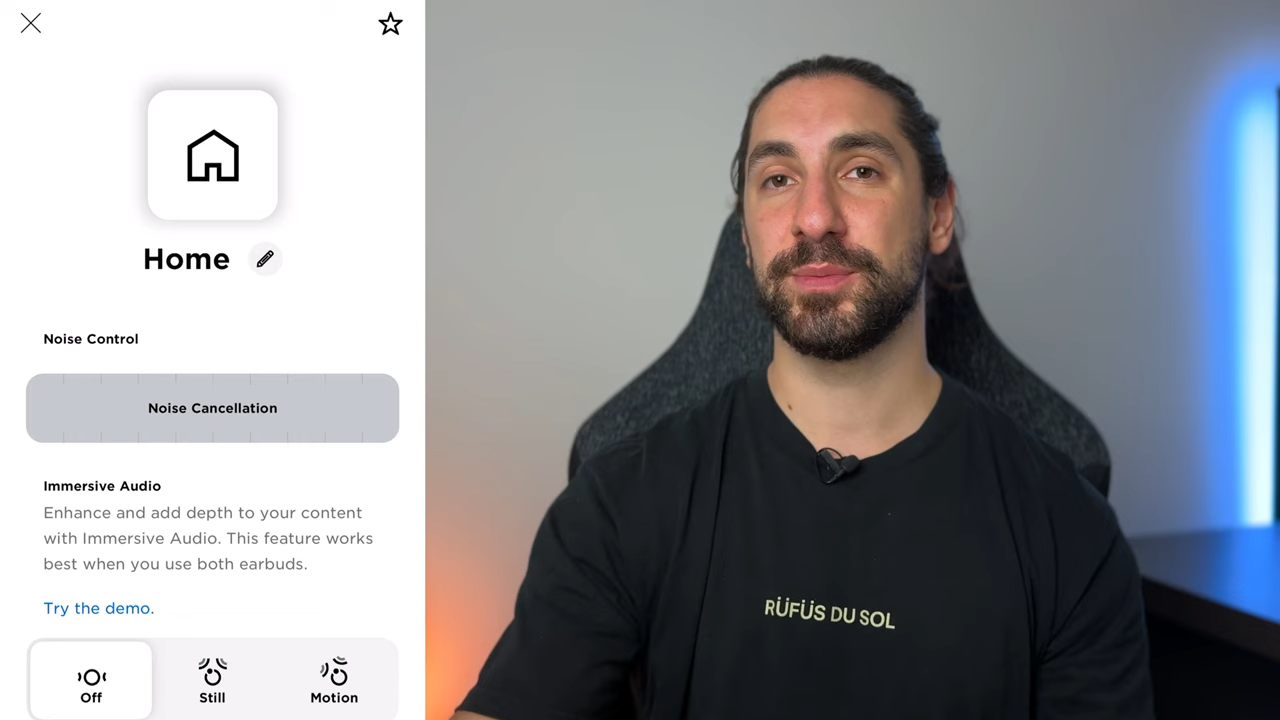 Home
Noise Control
Noise Cancellation
Immersive Audio
Enhance and add depth to your content
with Immersive Audio. This feature works
best when you use both earbuds.
Try the demo.
Off
Still
Motion
RÜFÜS DU SOL